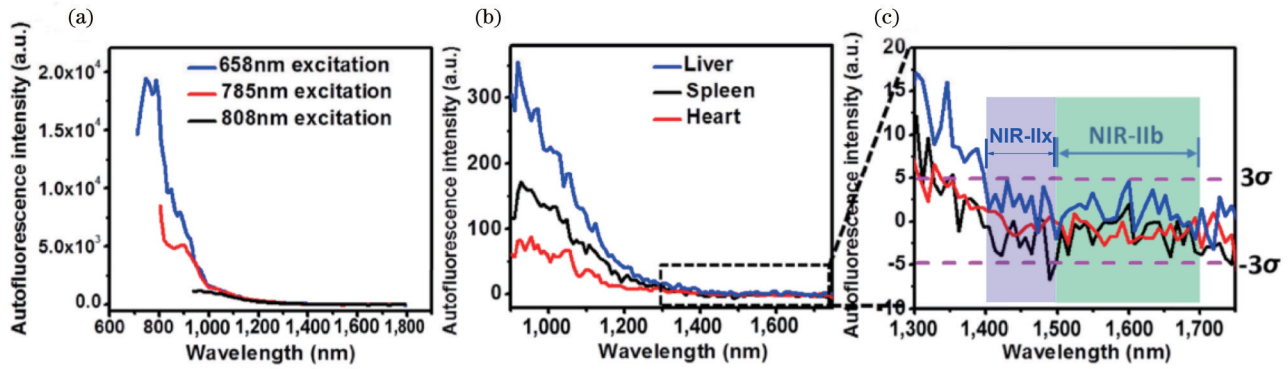 (a)
Autofluorescence intensity (a.u.)
2.0x10⁴
1.5x10⁴
1.0x10⁴
5.0x10³
0.0
658nm excitation
785nm excitation
808nm excitation
600 800 1,000 1,200 1,400 1,600 1,800
Wavelength (nm)
(b)
Autofluorescence intensity (a.u.)
300
200
100
0
Liver
Spleen
Heart
1,000 1,200 1,400 1,600
Wavelength (nm)
(c)
Autofluorescence intensity (a.u.)
20
15
10
5
0
-5
10
NIR-IIx
NIR-IIb
3σ
-3σ
1,300 1,400 1,500 1,600 1,700
Wavelength (nm)